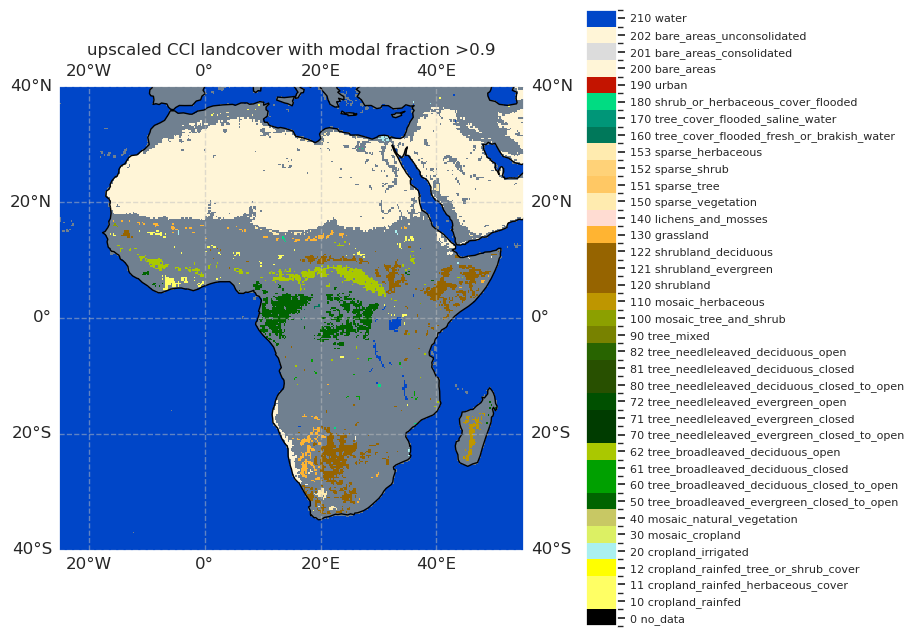 upscaled CCI landcover with modal fraction >0.9
20°W 0° 20°E 40°E
40°N 40°N
20°N 20°N
0° 0°
20°S 20°S
40°S 40°S
20°W 0° 20°E 40°E
210 water
202 bare_areas_unconsolidated
201 bare_areas_consolidated
200 bare_areas
190 urban
180 shrub_or_herbaceous_cover_flooded
170 tree_cover_flooded_saline_water
160 tree_cover_flooded_fresh_or_brakish_water
153 sparse_herbaceous
152 sparse_shrub
151 sparse_tree
150 sparse_vegetation
140 lichens_and_mosses
130 grassland
122 shrubland_deciduous
121 shrubland_evergreen
120 shrubland
110 mosaic_herbaceous
100 mosaic_tree_and_shrub
90 tree_mixed
82 tree_needleleaved_deciduous_open
81 tree_needleleaved_deciduous_closed
80 tree_needleleaved_deciduous_closed_to_open
72 tree_needleleaved_evergreen_open
71 tree_needleleaved_evergreen_closed
70 tree_needleleaved_evergreen_closed_to_open
62 tree_broadleaved_deciduous_open
61 tree_broadleaved_deciduous_closed
60 tree_broadleaved_deciduous_closed_to_open
50 tree_broadleaved_evergreen_closed_to_open
40 mosaic_natural_vegetation
30 mosaic_cropland
20 cropland_irrigated
12 cropland_rainfed_tree_or_shrub_cover
11 cropland_rainfed_herbaceous_cover
10 cropland_rainfed
0 no_data